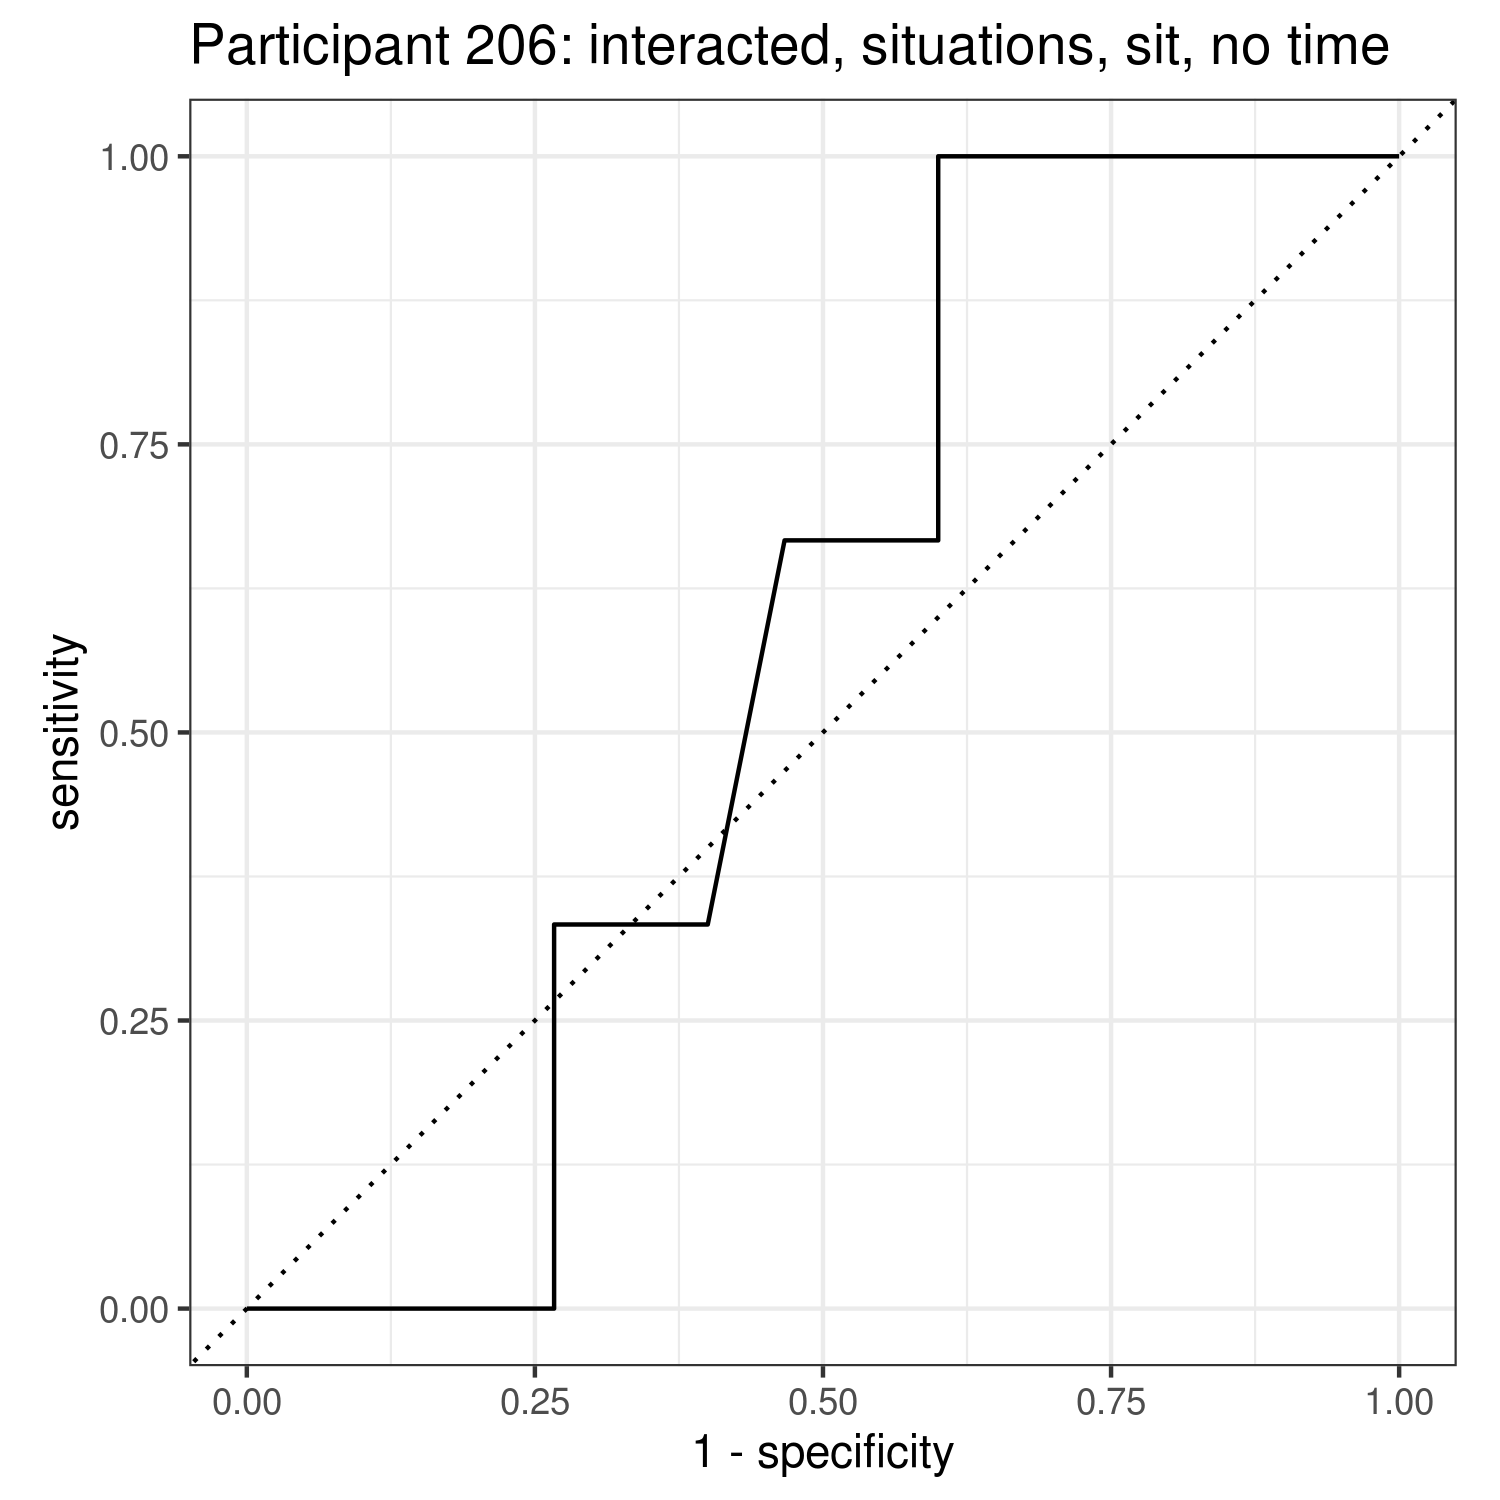 Participant 206: interacted, situations, sit, no time
1.00
0.75
0.50
0.25
0.00
sensitivity
0.00 0.25 0.50 0.75 1.00
1 - specificity